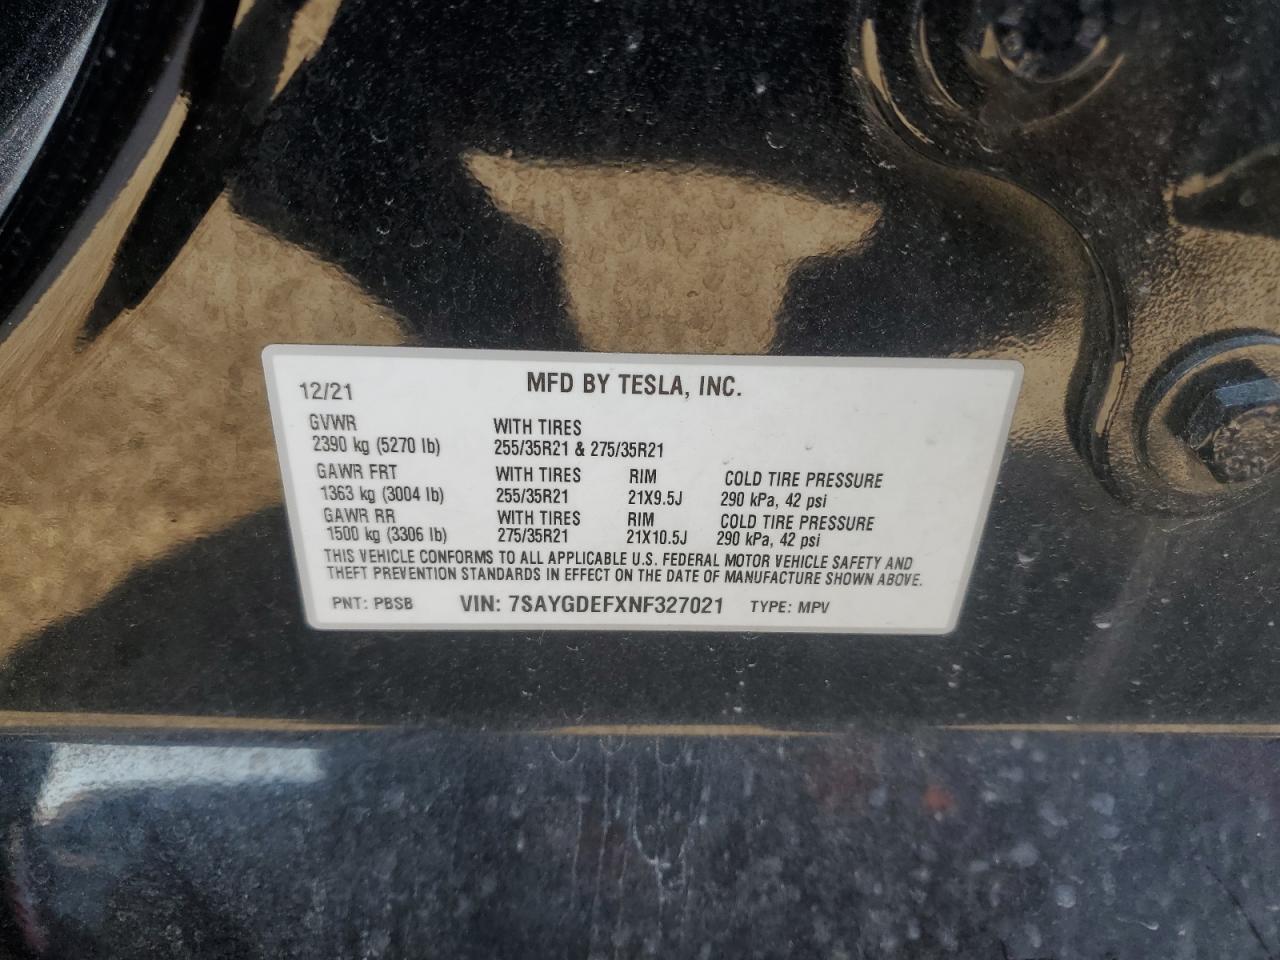 12/21 MFD BY TESLA, INC.
GVWR WITH TIRES
2390 kg (5270 lb) 255/35R21 & 275/35R21
GAWR FRT WITH TIRES RIM COLD TIRE PRESSURE
1363 kg (3004 lb) 255/35R21 21X9.5J 290 kPa, 42 psi
GAWR RR WITH TIRES RIM COLD TIRE PRESSURE
1500 kg (3306 lb) 275/35R21 21X10.5J 290 kPa, 42 psi
THIS VEHICLE CONFORMS TO ALL APPLICABLE U.S. FEDERAL MOTOR VEHICLE SAFETY AND
THEFT PREVENTION STANDARDS IN EFFECT ON THE DATE OF MANUFACTURE SHOWN ABOVE.
PNT: PBSB VIN: 7SAYGDEFXNF327021 TYPE: MPV